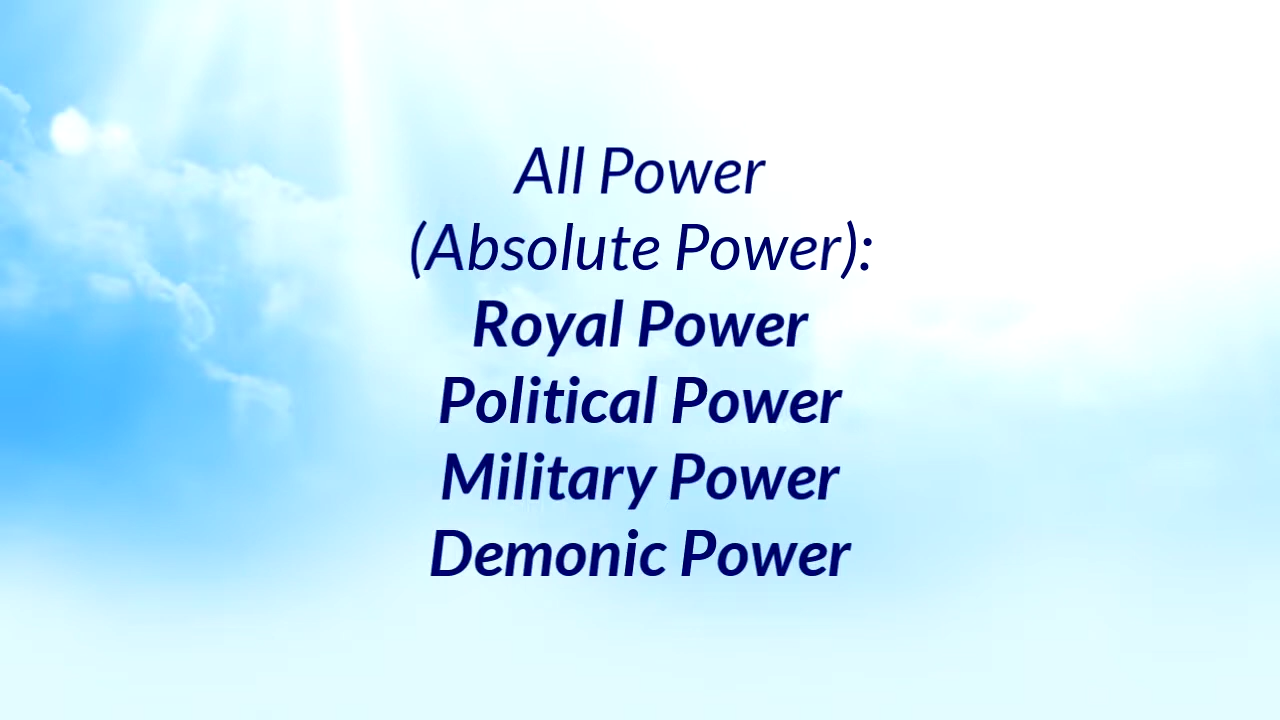 All Power
(Absolute Power):
Royal Power
Political Power
Military Power
Demonic Power